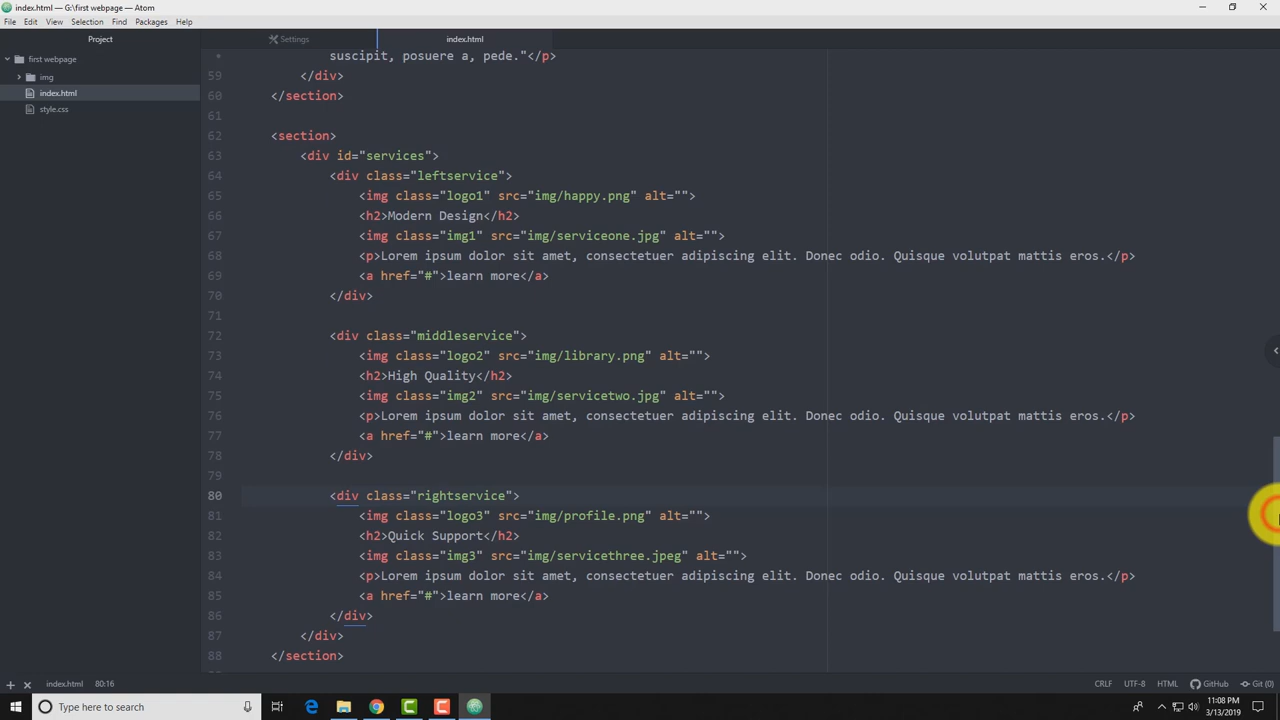 index.html — G:\first webpage — Atom
File Edit View Selection Find Packages Help
Project
Settings
index.html
first webpage
img
index.html
style.css
• suscipit, posuere a, pede."</p>
59 </div>
60 </section>
61
62 <section>
63 <div id="services">
64 <div class="leftservice">
65 <img class="logo1" src="img/happy.png" alt="">
66 <h2>Modern Design</h2>
67 <img class="img1" src="img/serviceone.jpg" alt="">
68 <p>Lorem ipsum dolor sit amet, consectetuer adipiscing elit. Donec odio. Quisque volutpat mattis eros.</p>
69 <a href="#">learn more</a>
70 </div>
71
72 <div class="middleservice">
73 <img class="logo2" src="img/library.png" alt="">
74 <h2>High Quality</h2>
75 <img class="img2" src="img/servicetwo.jpg" alt="">
76 <p>Lorem ipsum dolor sit amet, consectetuer adipiscing elit. Donec odio. Quisque volutpat mattis eros.</p>
77 <a href="#">learn more</a>
78 </div>
79
80 <div class="rightservice">
81 <img class="logo3" src="img/profile.png" alt="">
82 <h2>Quick Support</h2>
83 <img class="img3" src="img/servicethree.jpeg" alt="">
84 <p>Lorem ipsum dolor sit amet, consectetuer adipiscing elit. Donec odio. Quisque volutpat mattis eros.</p>
85 <a href="#">learn more</a>
86 </div>
87 </div>
88 </section>
index.html 80:16 CRLF UTF-8 HTML GitHub Git (0)
Type here to search
11:08 PM
3/13/2019